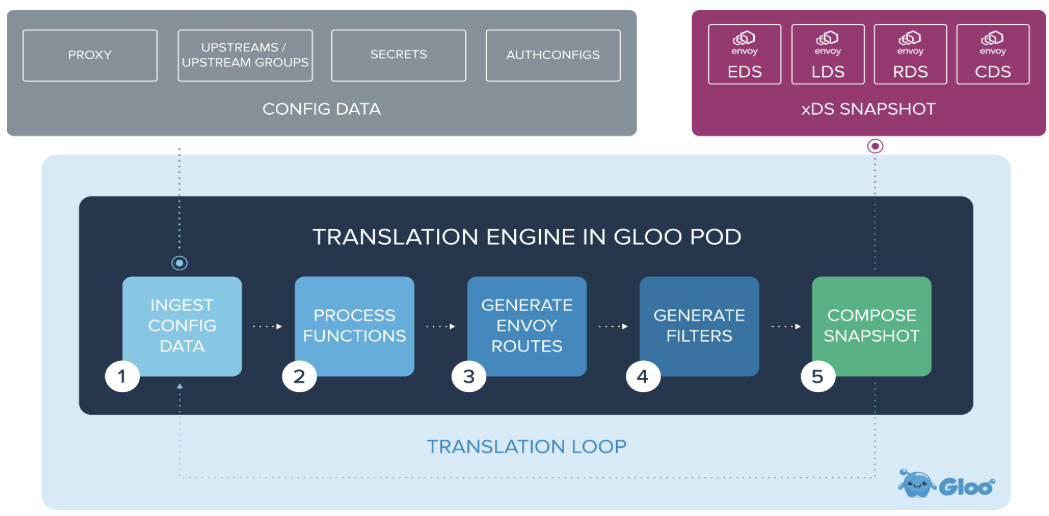 PROXY
UPSTREAMS /
UPSTREAM GROUPS
SECRETS
AUTHCONFIGS
CONFIG DATA
envoy
EDS
envoy
LDS
envoy
RDS
envoy
CDS
xDS SNAPSHOT
TRANSLATION ENGINE IN GLOO POD
INGEST
CONFIG
DATA
1
PROCESS
FUNCTIONS
2
GENERATE
ENVOY
ROUTES
3
GENERATE
FILTERS
4
COMPOSE
SNAPSHOT
5
TRANSLATION LOOP
Gloo